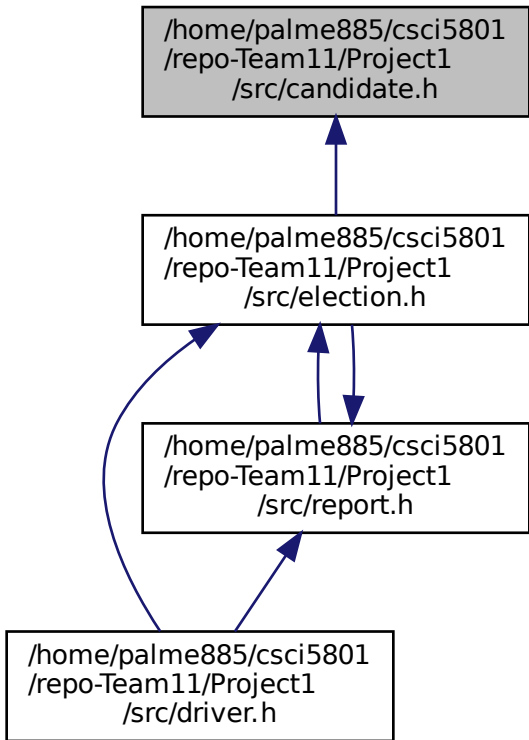 /home/palme885/csci5801
/repo-Team11/Project1
/src/candidate.h
/home/palme885/csci5801
/repo-Team11/Project1
/src/election.h
/home/palme885/csci5801
/repo-Team11/Project1
/src/report.h
/home/palme885/csci5801
/repo-Team11/Project1
/src/driver.h